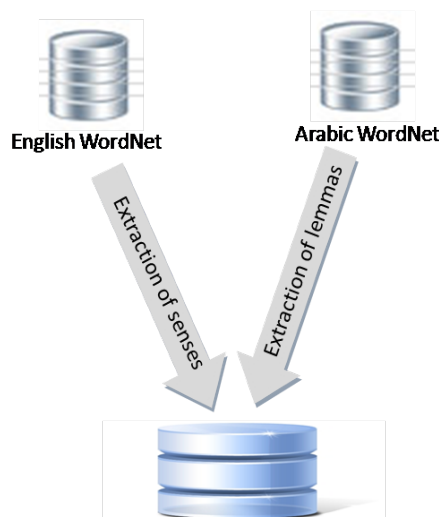 English WordNet
Arabic WordNet
Extraction of senses
Extraction of lemmas